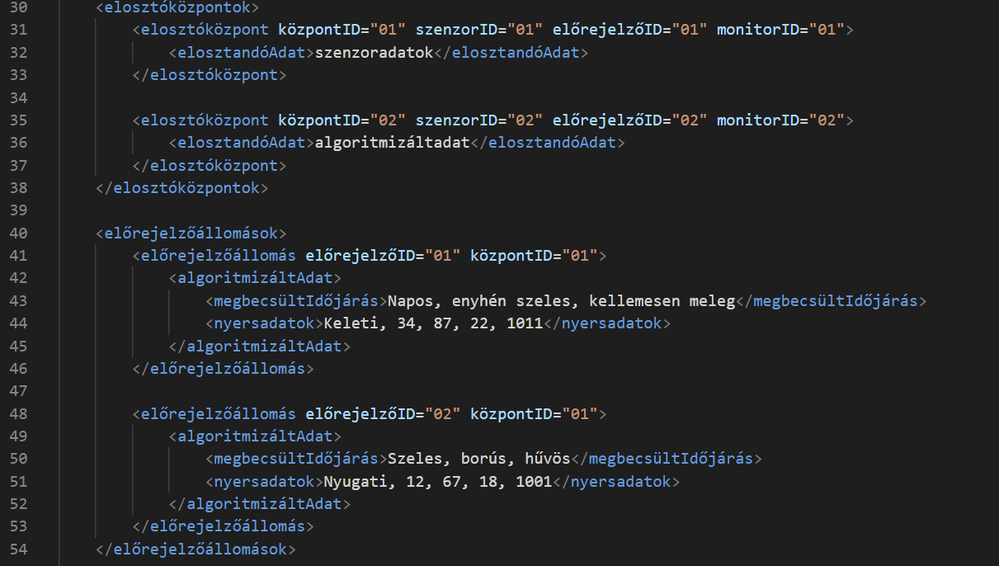 30 <elosztóközpontok>
31 <elosztóközpont központID="01" szenzorID="01" előrejelzőID="01" monitorID="01">
32 <elosztandóAdat>szenzoradatok</elosztandóAdat>
33 </elosztóközpont>
34
35 <elosztóközpont központID="02" szenzorID="02" előrejelzőID="02" monitorID="02">
36 <elosztandóAdat>algoritmizáltadat</elosztandóAdat>
37 </elosztóközpont>
38 </elosztóközpontok>
39
40 <előrejelzőállomások>
41 <előrejelzőállomás előrejelzőID="01" központID="01">
42 <algoritmizáltAdat>
43 <megbecsültIdőjárás>Napos, enyhén szeles, kellemesen meleg</megbecsültIdőjárás>
44 <nyersadatok>Keleti, 34, 87, 22, 1011</nyersadatok>
45 </algoritmizáltAdat>
46 </előrejelzőállomás>
47
48 <előrejelzőállomás előrejelzőID="02" központID="01">
49 <algoritmizáltAdat>
50 <megbecsültIdőjárás>Szeles, borús, hűvös</megbecsültIdőjárás>
51 <nyersadatok>Nyugati, 12, 67, 18, 1001</nyersadatok>
52 </algoritmizáltAdat>
53 </előrejelzőállomás>
54 </előrejelzőállomások>